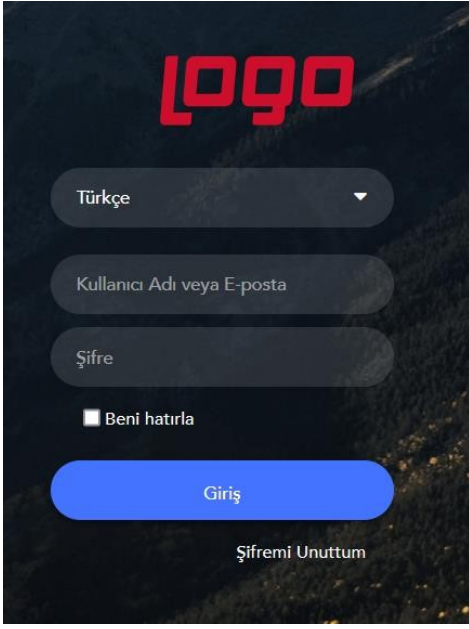 logo
Türkçe
Kullanıcı Adı veya E-posta
Şifre
Beni hatırla
Giriş
Şifremi Unuttum